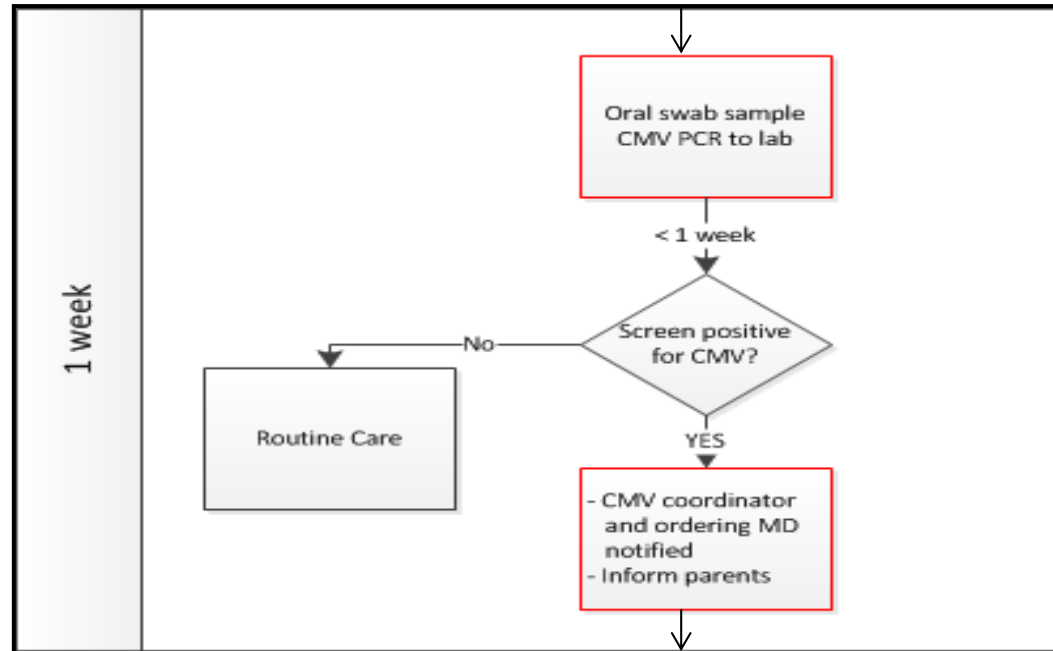 1 week
Oral swab sample
CMV PCR to lab
< 1 week
Screen positive
for CMV?
No
Routine Care
YES
- CMV coordinator
and ordering MD
notified
- Inform parents